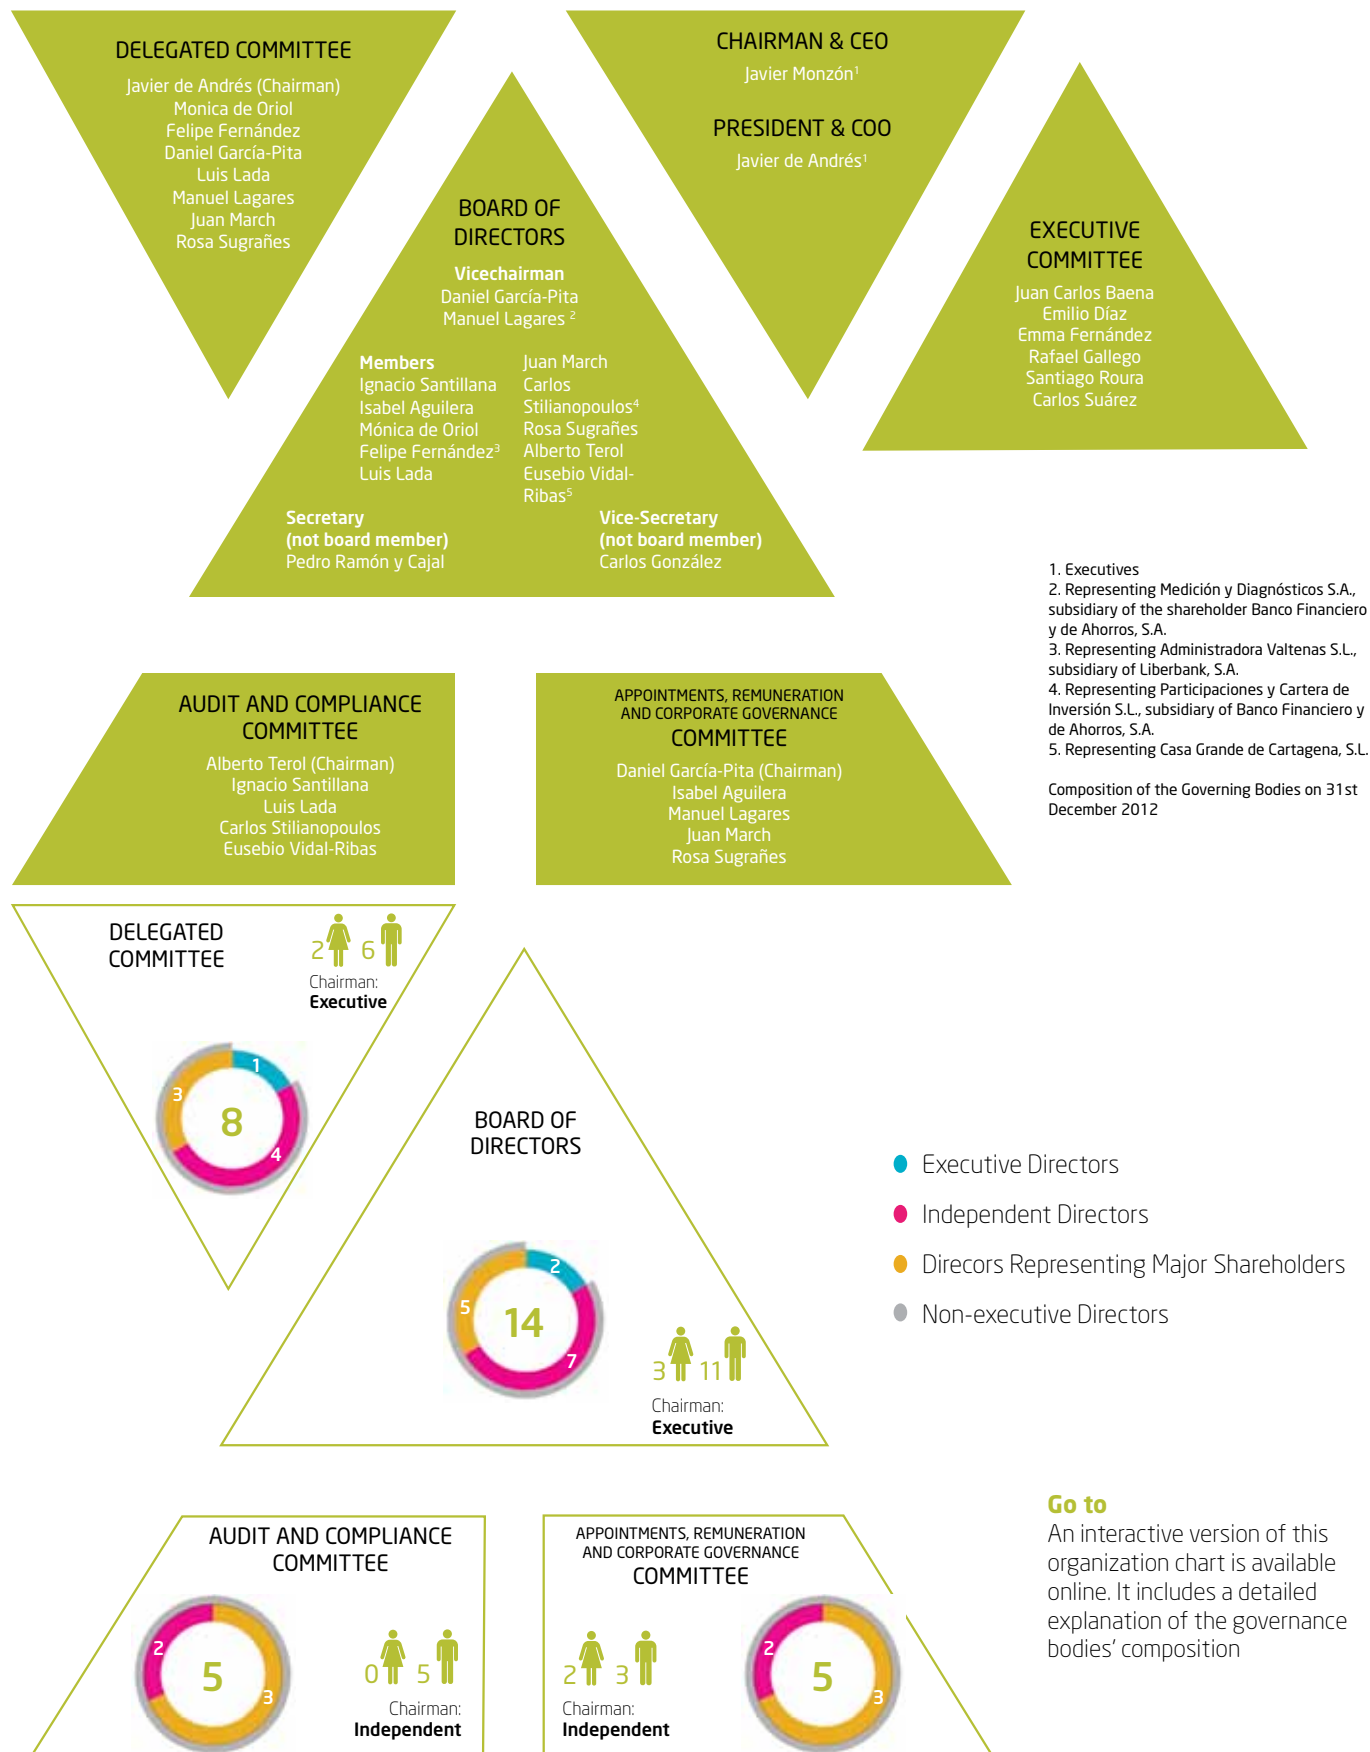 DELEGATED COMMITTEE
Javier de Andrés (Chairman)
Monica de Oriol
Felipe Fernández
Daniel García-Pita
Luis Lada
Manuel Lagares
Juan March
Rosa Sugrañes
CHAIRMAN & CEO
Javier Monzón¹
PRESIDENT & COO
Javier de Andrés¹
BOARD OF
DIRECTORS
Vicechairman
Daniel García-Pita
Manuel Lagares ²
Members
Ignacio Santillana
Isabel Aguilera
Mónica de Oriol
Felipe Fernández³
Luis Lada
Juan March
Carlos
Stilianopoulos⁴
Rosa Sugrañes
Alberto Terol
Eusebio Vidal-
Ribas⁵
Secretary
(not board member)
Pedro Ramón y Cajal
Vice-Secretary
(not board member)
Carlos González
EXECUTIVE
COMMITTEE
Juan Carlos Baena
Emilio Díaz
Emma Fernández
Rafael Gallego
Santiago Roura
Carlos Suárez
1. Executives
2. Representing Medición y Diagnósticos S.A.,
subsidiary of the shareholder Banco Financiero
y de Ahorros, S.A.
3. Representing Administradora Valtenas S.L.,
subsidiary of Liberbank, S.A.
4. Representing Participaciones y Cartera de
Inversión S.L., subsidiary of Banco Financiero y
de Ahorros, S.A.
5. Representing Casa Grande de Cartagena, S.L.
Composition of the Governing Bodies on 31st
December 2012
AUDIT AND COMPLIANCE
COMMITTEE
Alberto Terol (Chairman)
Ignacio Santillana
Luis Lada
Carlos Stilianopoulos
Eusebio Vidal-Ribas
APPOINTMENTS, REMUNERATION
AND CORPORATE GOVERNANCE
COMMITTEE
Daniel García-Pita (Chairman)
Isabel Aguilera
Manuel Lagares
Juan March
Rosa Sugrañes
DELEGATED
COMMITTEE
2 6
Chairman:
Executive
1
3
8
4
BOARD OF
DIRECTORS
2
5
14
7
3 11
Chairman:
Executive
Executive Directors
Independent Directors
Direcors Representing Major Shareholders
Non-executive Directors
AUDIT AND COMPLIANCE
COMMITTEE
2
5
3
0 5
Chairman:
Independent
APPOINTMENTS, REMUNERATION
AND CORPORATE GOVERNANCE
COMMITTEE
2 3
Chairman:
Independent
2
5
3
Go to
An interactive version of this
organization chart is available
online. It includes a detailed
explanation of the governance
bodies' composition